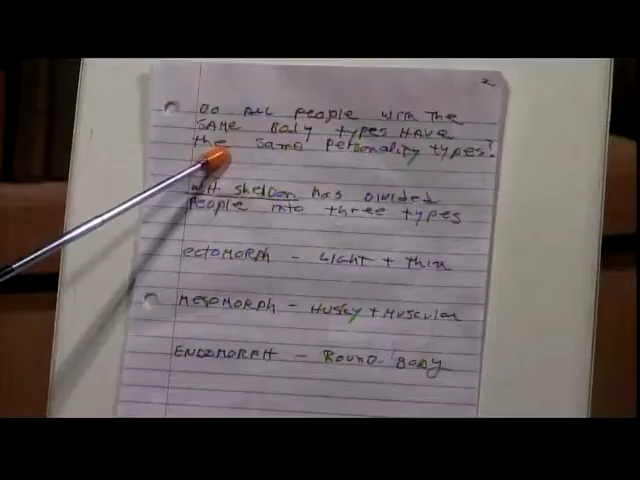 2
Do ALL people with The
SAME Body types HAVE
the same personality types?
Sheldon has Divided
People into three types
ECTOMORPH - LIGHT + Thin
MESOMORPH - Husky + Muscular
ENDOMORPH - Round Body